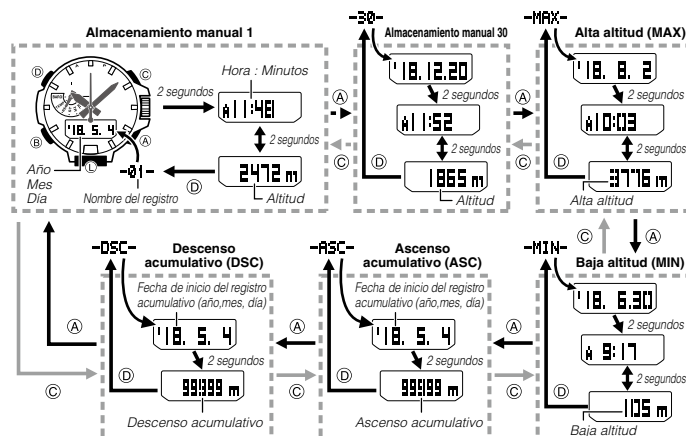 Almacenamiento manual 1
Hora : Minutos
2 segundos
A 11:48
2 segundos
'18. 5. 4
2472 m
Altitud
-01-
Nombre del registro
Año
Mes
Día
A
B
C
D
L
D
-30-
Almacenamiento manual 30
'18.12.20
2 segundos
A 11:52
2 segundos
1865 m
Altitud
D
A
C
-MAX-
Alta altitud (MAX)
'18. 8. 2
2 segundos
A 10:03
2 segundos
3776 m
Alta altitud
D
A
C
C
A
-MIN-
Baja altitud (MIN)
'18. 6.30
2 segundos
A 9:17
2 segundos
105 m
Baja altitud
D
A
C
-ASC-
Ascenso
acumulativo (ASC)
Fecha de inicio del registro
acumulativo (año,mes, día)
'18. 5. 4
2 segundos
99999 m
Ascenso acumulativo
D
A
C
-DSC-
Descenso
acumulativo (DSC)
Fecha de inicio del registro
acumulativo (año,mes, día)
'18. 5. 4
2 segundos
99999 m
Descenso acumulativo
D
A
C